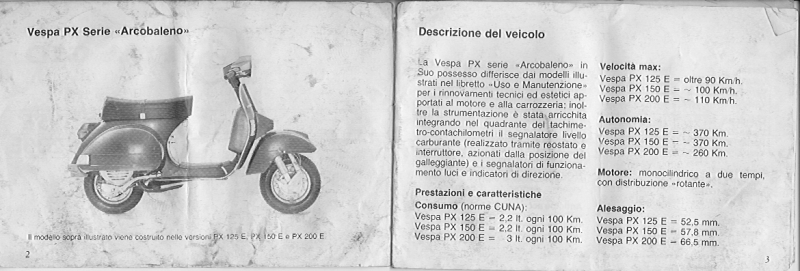 Vespa PX Serie «Arcobaleno»
Il modello sopra illustrato viene costruito nelle versioni PX 125 E, PX 150 E e PX 200 E.
2
Descrizione del veicolo
La Vespa PX serie «Arcobaleno» in
Suo possesso differisce dai modelli illu-
strati nel libretto «Uso e Manutenzione»
per i rinnovamenti tecnici ed estetici ap-
portati al motore e alla carrozzeria; inol-
tre la strumentazione è stata arricchita
integrando nel quadrante del tachime-
tro-contachilometri il segnalatore livello
carburante (realizzato tramite reostato e
interruttore, azionati dalla posizione del
galleggiante) e i segnalatori di funziona-
mento luci e indicatori di direzione.
Prestazioni e caratteristiche
Consumo (norme CUNA):
Vespa PX 125 E = 2,2 lt. ogni 100 Km.
Vespa PX 150 E = 2,2 lt. ogni 100 Km.
Vespa PX 200 E = 3 lt. ogni 100 Km.
Velocità max:
Vespa PX 125 E = oltre 90 Km/h.
Vespa PX 150 E = ~ 100 Km/h.
Vespa PX 200 E = ~ 110 Km/h.
Autonomia:
Vespa PX 125 E = ~ 370 Km.
Vespa PX 150 E = ~ 370 Km.
Vespa PX 200 E = ~ 260 Km.
Motore: monocilindrico a due tempi,
con distribuzione «rotante».
Alesaggio:
Vespa PX 125 E = 52,5 mm.
Vespa PX 150 E = 57,8 mm.
Vespa PX 200 E = 66,5 mm.
3